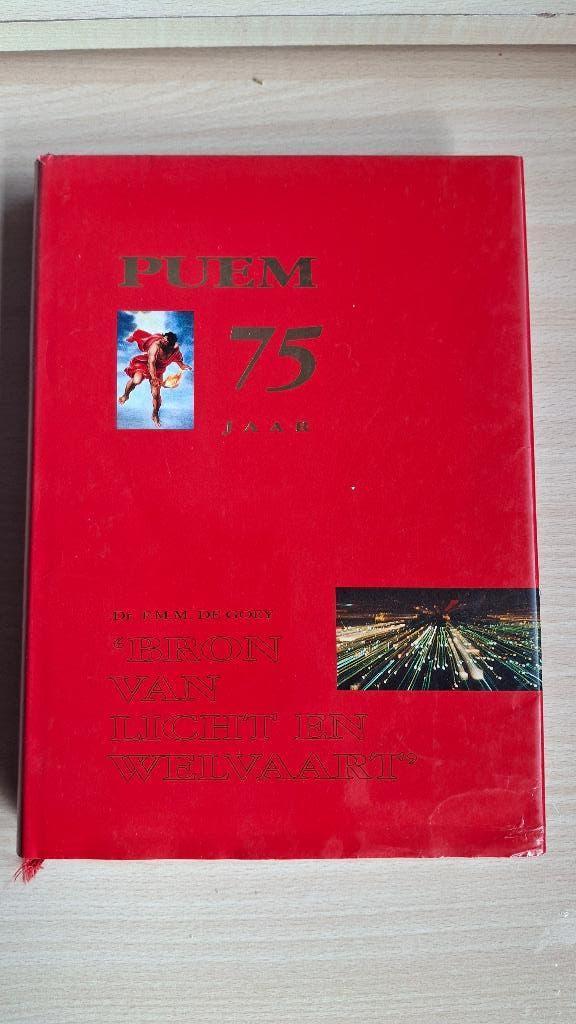 PUEM
75
JAAR
Dr. F.M.M. DE GOEY
'BRON
VAN
LICHT EN
WELVAART'